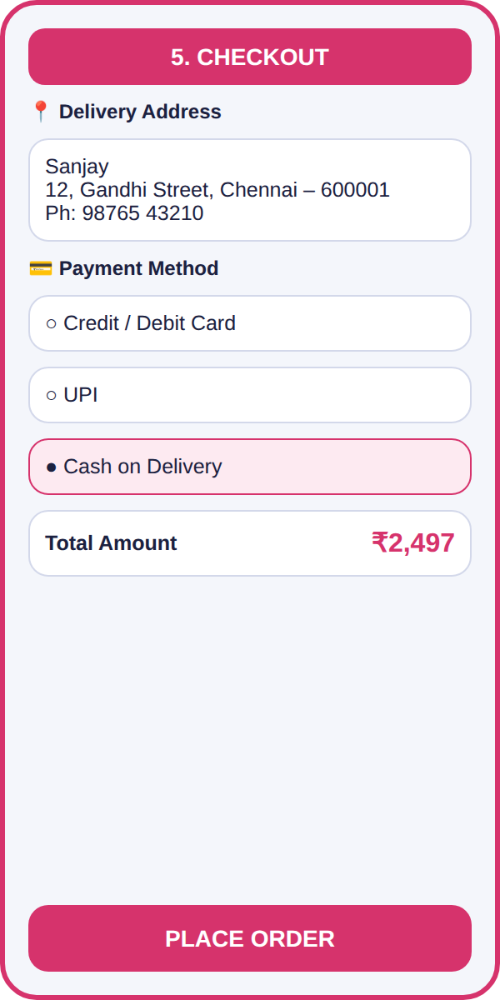 5. CHECKOUT
📍 Delivery Address
Sanjay
12, Gandhi Street, Chennai – 600001
Ph: 98765 43210
💳 Payment Method
○ Credit / Debit Card
○ UPI
● Cash on Delivery
Total Amount ₹2,497
PLACE ORDER